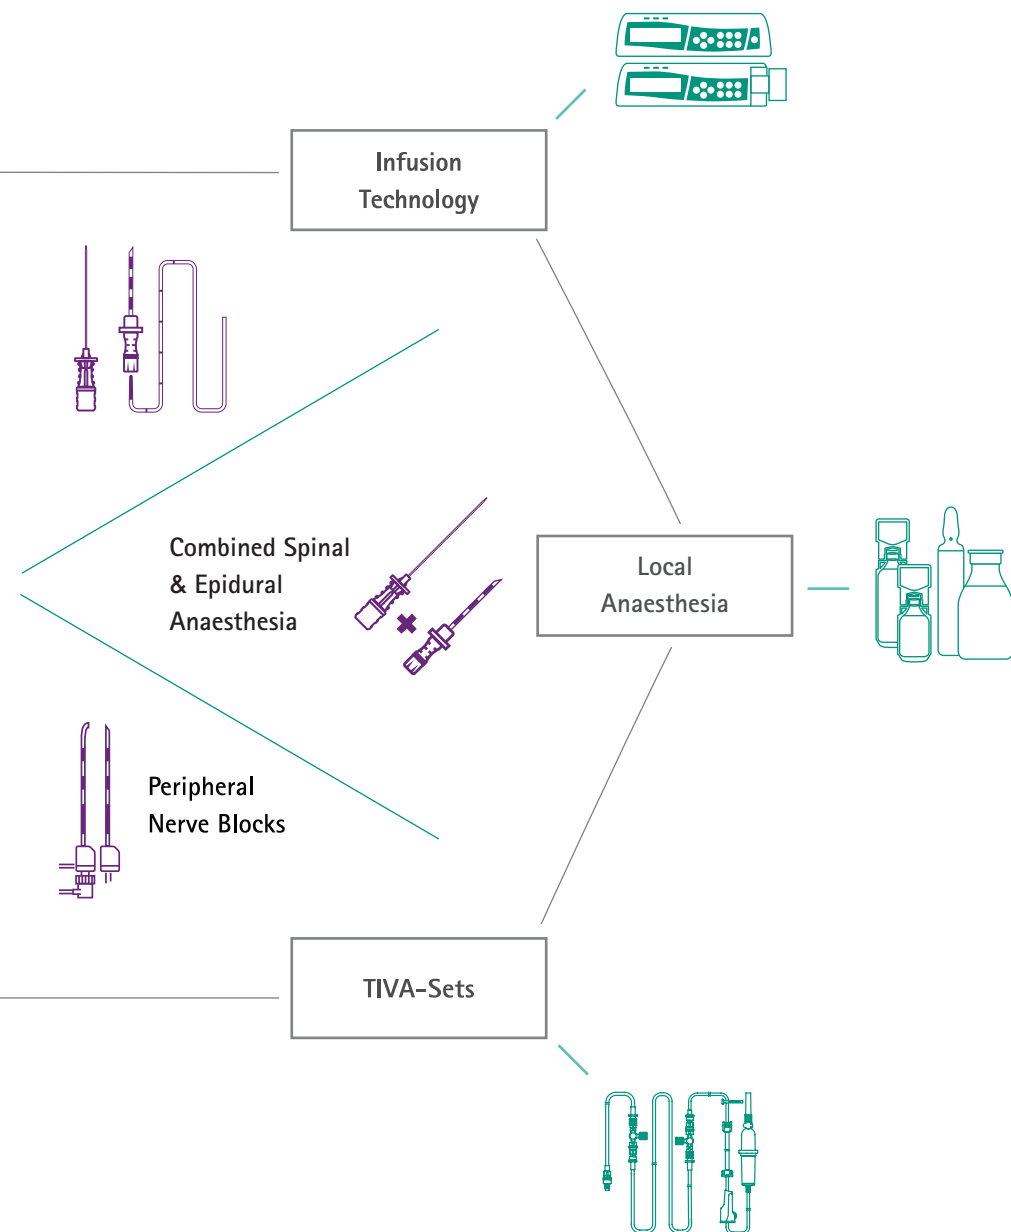 Infusion
Technology
Combined Spinal
& Epidural
Anaesthesia
Local
Anaesthesia
Peripheral
Nerve Blocks
TIVA-Sets